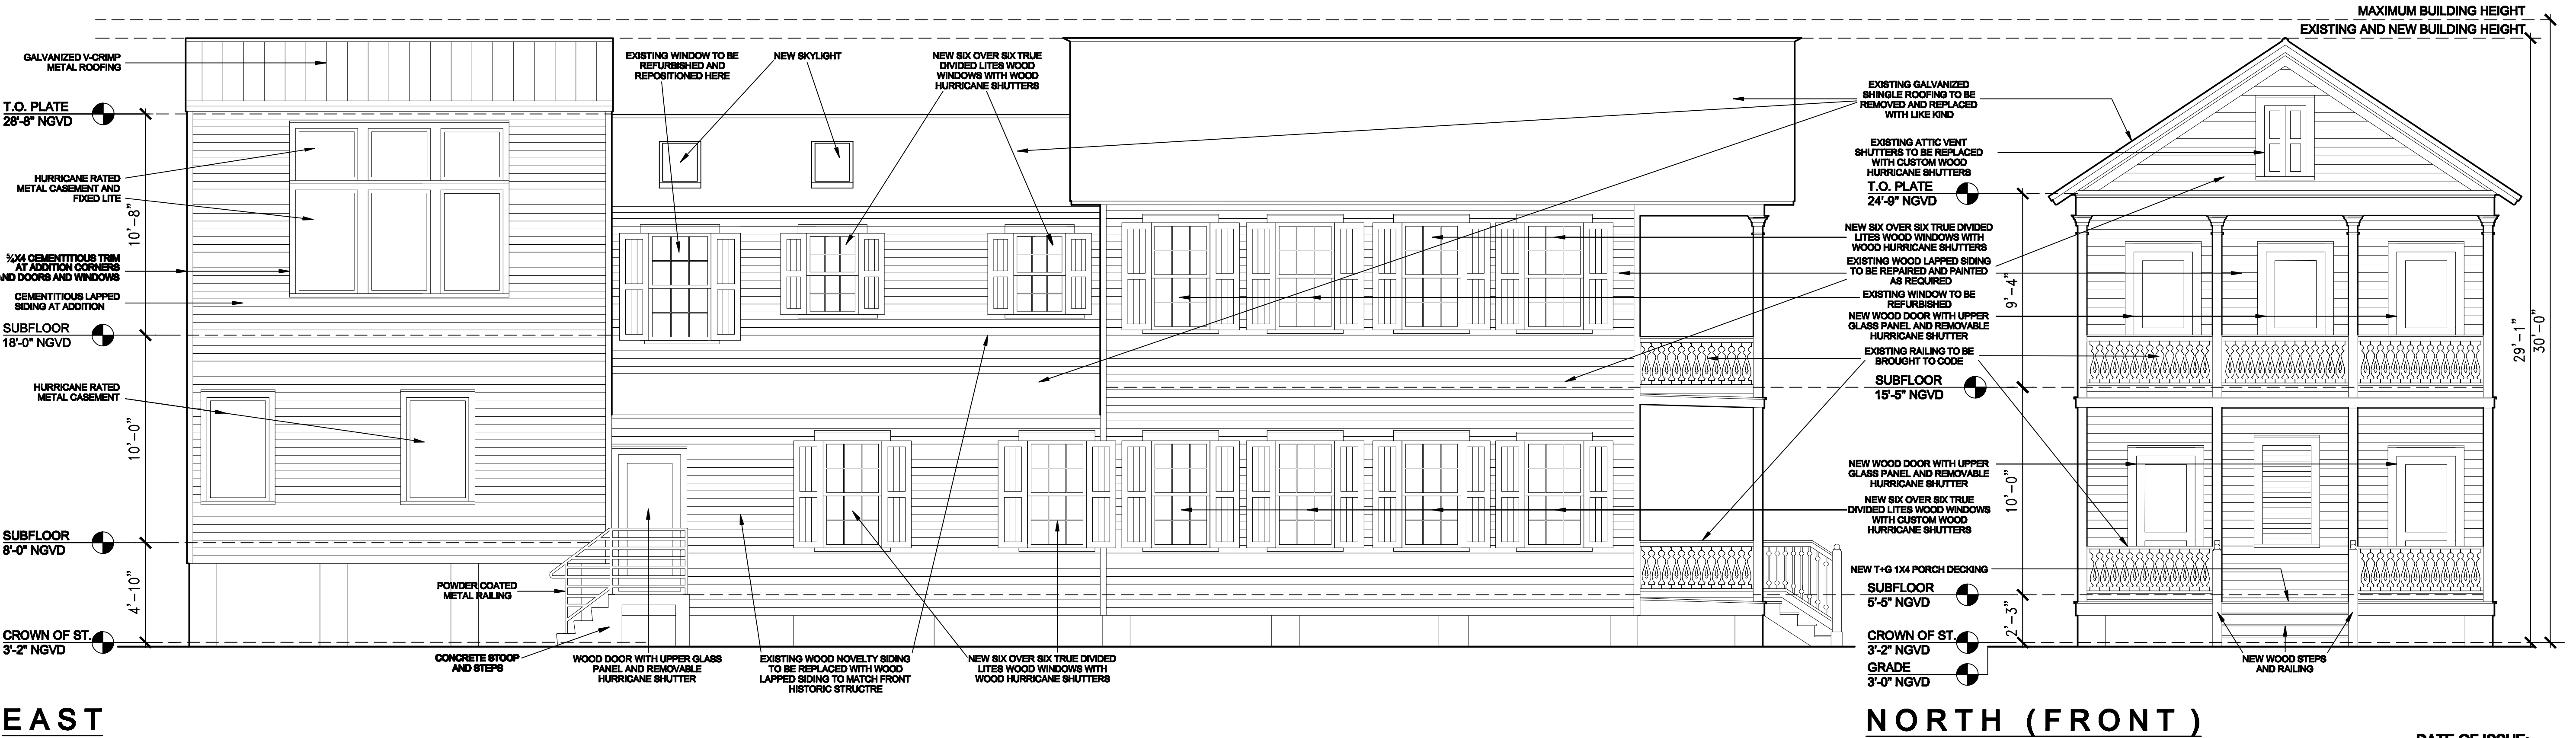 MAXIMUM BUILDING HEIGHT
EXISTING AND NEW BUILDING HEIGHT
GALVANIZED V-CRIMP
METAL ROOFING
T.O. PLATE
28'-8" NGVD
HURRICANE RATED
METAL CASEMENT AND
FIXED LITE
10'-8"
¾X4 CEMENTITIOUS TRIM
AT ADDITION CORNERS
AND DOORS AND WINDOWS
CEMENTITIOUS LAPPED
SIDING AT ADDITION
SUBFLOOR
18'-0" NGVD
HURRICANE RATED
METAL CASEMENT
10'-0"
SUBFLOOR
8'-0" NGVD
4'-10"
CROWN OF ST.
3'-2" NGVD
EXISTING WINDOW TO BE
REFURBISHED AND
REPOSITIONED HERE
NEW SKYLIGHT
NEW SIX OVER SIX TRUE
DIVIDED LITES WOOD
WINDOWS WITH WOOD
HURRICANE SHUTTERS
POWDER COATED
METAL RAILING
CONCRETE STOOP
AND STEPS
WOOD DOOR WITH UPPER GLASS
PANEL AND REMOVABLE
HURRICANE SHUTTER
EXISTING WOOD NOVELTY SIDING
TO BE REPLACED WITH WOOD
LAPPED SIDING TO MATCH FRONT
HISTORIC STRUCTRE
NEW SIX OVER SIX TRUE DIVIDED
LITES WOOD WINDOWS WITH
WOOD HURRICANE SHUTTERS
EXISTING GALVANIZED
SHINGLE ROOFING TO BE
REMOVED AND REPLACED
WITH LIKE KIND
EXISTING ATTIC VENT
SHUTTERS TO BE REPLACED
WITH CUSTOM WOOD
HURRICANE SHUTTERS
T.O. PLATE
24'-9" NGVD
NEW SIX OVER SIX TRUE DIVIDED
LITES WOOD WINDOWS WITH
WOOD HURRICANE SHUTTERS
EXISTING WOOD LAPPED SIDING
TO BE REPAIRED AND PAINTED
AS REQUIRED
9'-4"
EXISTING WINDOW TO BE
REFURBISHED
NEW WOOD DOOR WITH UPPER
GLASS PANEL AND REMOVABLE
HURRICANE SHUTTER
EXISTING RAILING TO BE
BROUGHT TO CODE
SUBFLOOR
15'-5" NGVD
NEW WOOD DOOR WITH UPPER
GLASS PANEL AND REMOVABLE
HURRICANE SHUTTER
10'-0"
NEW SIX OVER SIX TRUE
DIVIDED LITES WOOD WINDOWS
WITH CUSTOM WOOD
HURRICANE SHUTTERS
NEW T+G 1X4 PORCH DECKING
SUBFLOOR
5'-5" NGVD
2'-3"
CROWN OF ST.
3'-2" NGVD
GRADE
3'-0" NGVD
NEW WOOD STEPS
AND RAILING
29'-1"
30'-0"
EAST
NORTH (FRONT)
DATE OF ISSUE: